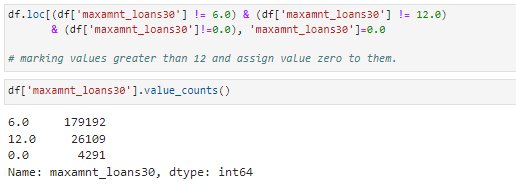 df.loc[(df['maxamnt_loans30'] != 6.0) & (df['maxamnt_loans30'] != 12.0)
& (df['maxamnt_loans30']!=0.0), 'maxamnt_loans30']=0.0
# marking values greater than 12 and assign value zero to them.
df['maxamnt_loans30'].value_counts()
6.0 179192
12.0 26109
0.0 4291
Name: maxamnt_loans30, dtype: int64